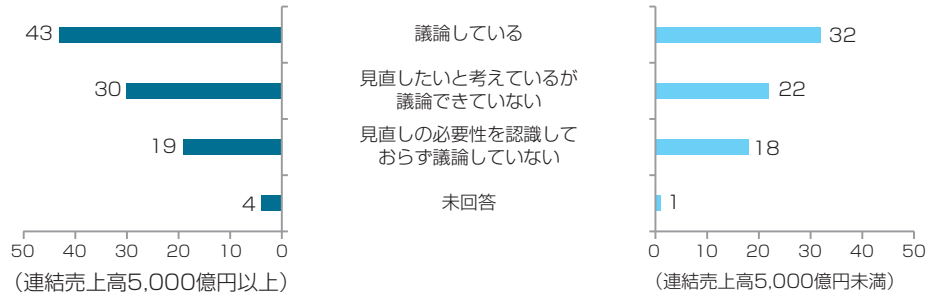 43
議論している
32
30
見直したいと考えているが
議論できていない
22
19
見直しの必要性を認識して
おらず議論していない
18
4
未回答
1
50 40 30 20 10 0
0 10 20 30 40 50
（連結売上高5,000億円以上）
（連結売上高5,000億円未満）